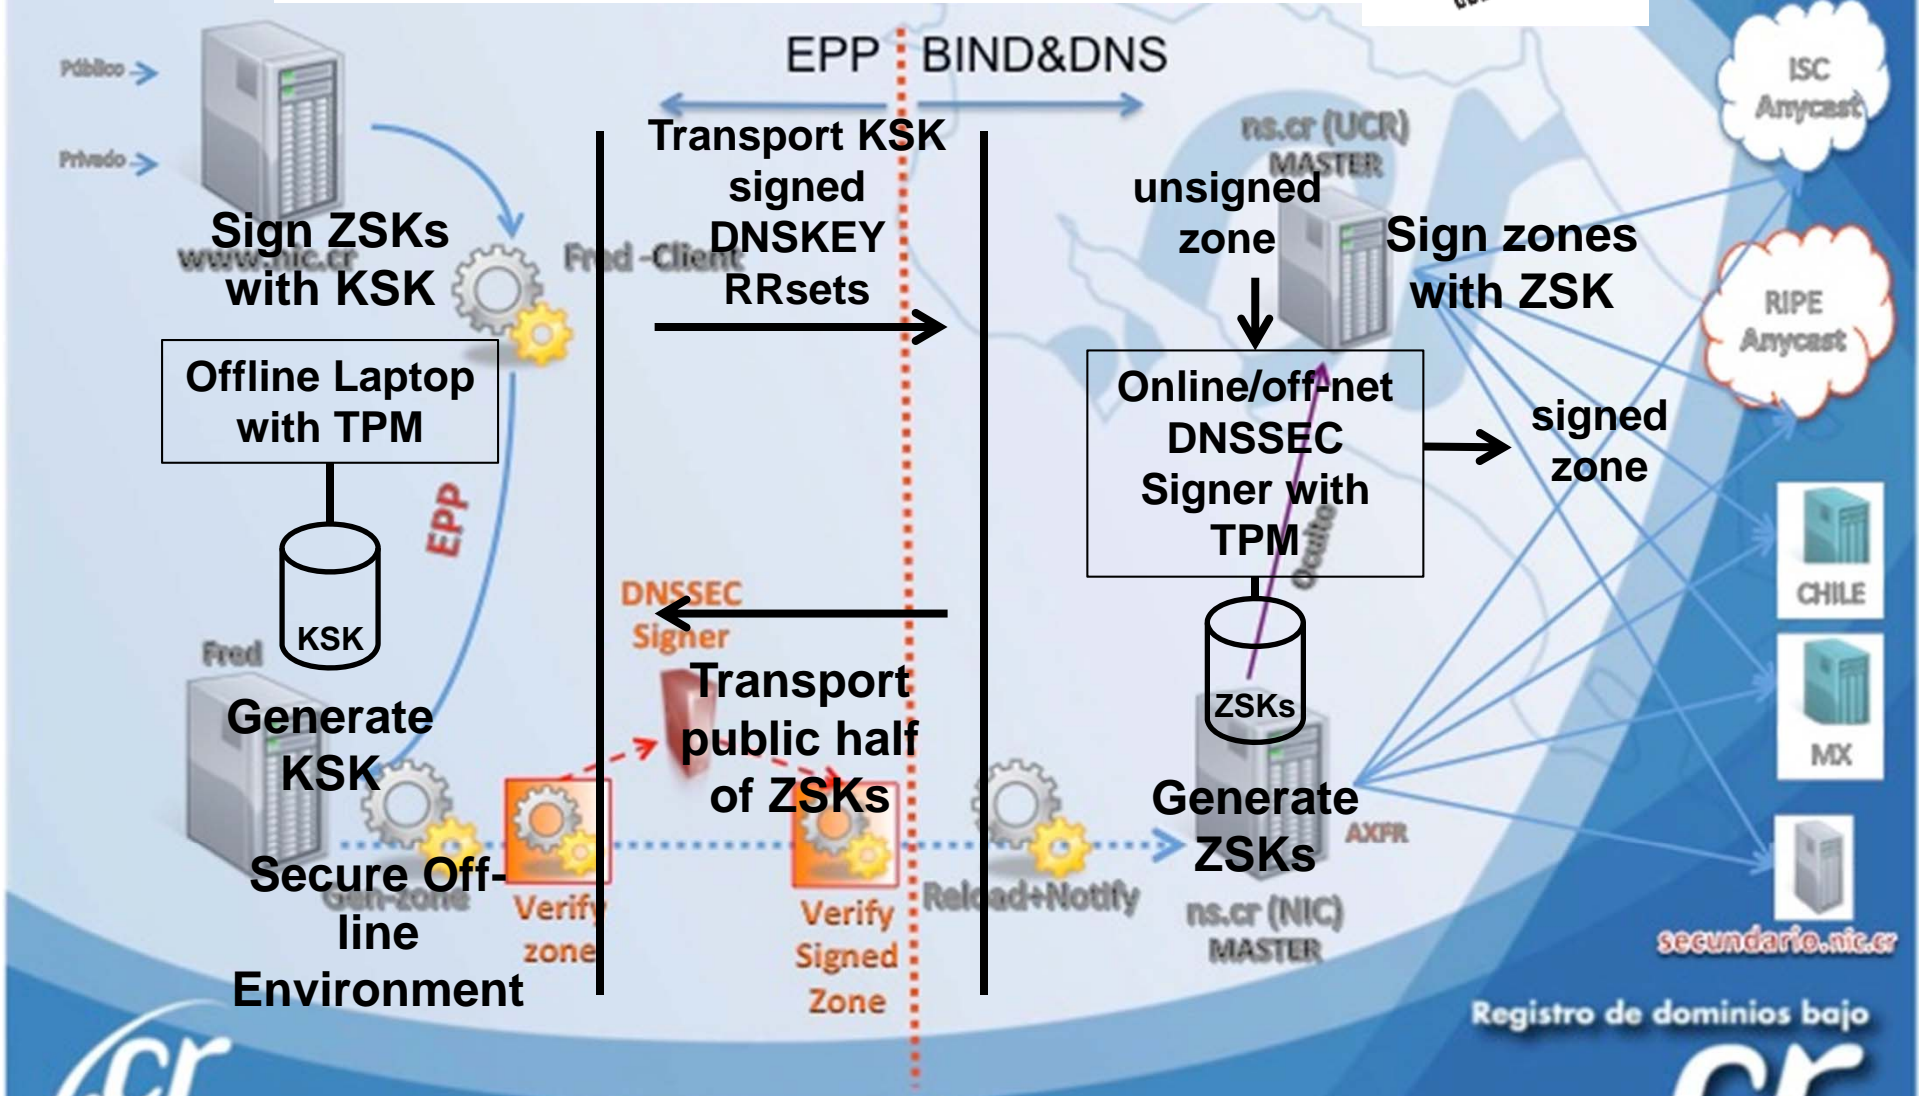 EPP
BIND&DNS
Público
Privado
www.nic.cr
Fred -Client
ns.cr (UCR)
MASTER
ISC
Anycast
RIPE
Anycast
Transport KSK
signed
DNSKEY
RRsets
unsigned
zone
Sign ZSKs
with KSK
Sign zones
with ZSK
Offline Laptop
with TPM
Online/off-net
DNSSEC
Signer with
TPM
signed
zone
EPP
Oculto
KSK
ZSKs
DNSSEC
Signer
CHILE
MX
Fred
Generate
KSK
Transport
public half
of ZSKs
Generate
ZSKs
AXFR
Secure Off-
line
Environment
Gen-zone
Verify
zone
Verify
Signed
Zone
Reload+Notify
ns.cr (NIC)
MASTER
secundario.nic.cr
Registro de dominios bajo
.cr
cr